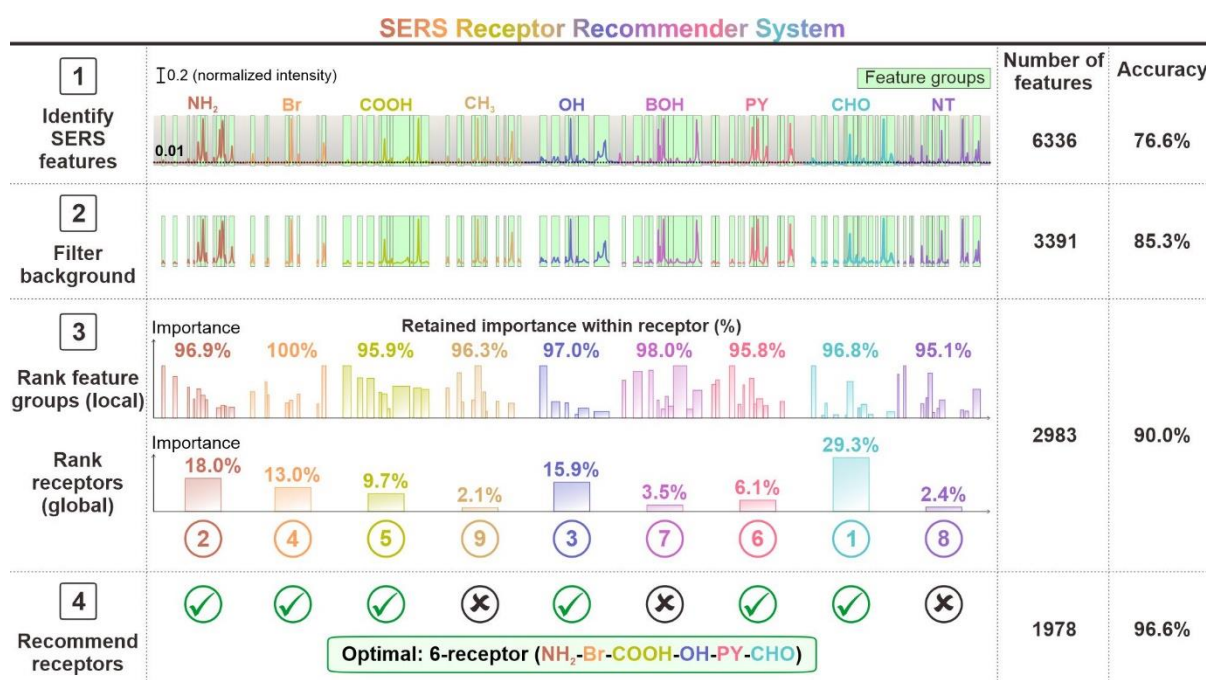 SERS Receptor Recommender System
1
Identify
SERS
features
0.2 (normalized intensity)
Feature groups
NH₂ Br COOH CH₃ OH BOH PY CHO NT
0.01
Number of
features
Accuracy
6336
76.6%
2
Filter
background
3391
85.3%
3
Rank feature
groups (local)
Importance
Retained importance within receptor (%)
96.9% 100% 95.9% 96.3% 97.0% 98.0% 95.8% 96.8% 95.1%
Rank
receptors
(global)
Importance
18.0% 13.0% 9.7% 2.1% 15.9% 3.5% 6.1% 29.3% 2.4%
2 4 5 9 3 7 6 1 8
2983
90.0%
4
Recommend
receptors
Optimal: 6-receptor (NH₂-Br-COOH-OH-PY-CHO)
1978
96.6%